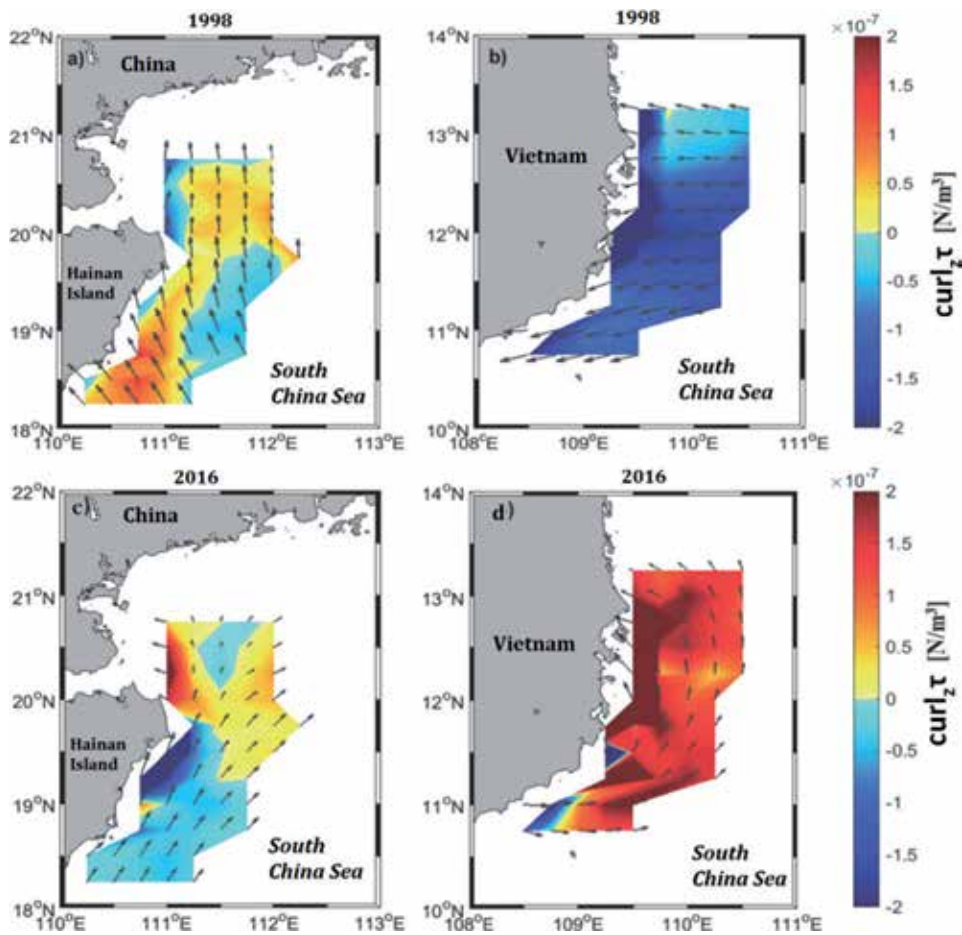 1998
1998
22°N
21°N
20°N
19°N
18°N
110°E
111°E
112°E
113°E
a)
China
Hainan
Island
South
China Sea
14°N
13°N
12°N
11°N
10°N
108°E
109°E
110°E
111°E
b)
Vietnam
South
China Sea
×10⁻⁷
2
1.5
1
0.5
0
-0.5
-1
-1.5
-2
curl_zτ [N/m³]
2016
2016
22°N
21°N
20°N
19°N
18°N
110°E
111°E
112°E
113°E
c)
China
Hainan
Island
South
China Sea
14°N
13°N
12°N
11°N
10°N
108°E
109°E
110°E
111°E
d)
Vietnam
South
China Sea
×10⁻⁷
2
1.5
1
0.5
0
-0.5
-1
-1.5
-2
curl_zτ [N/m³]